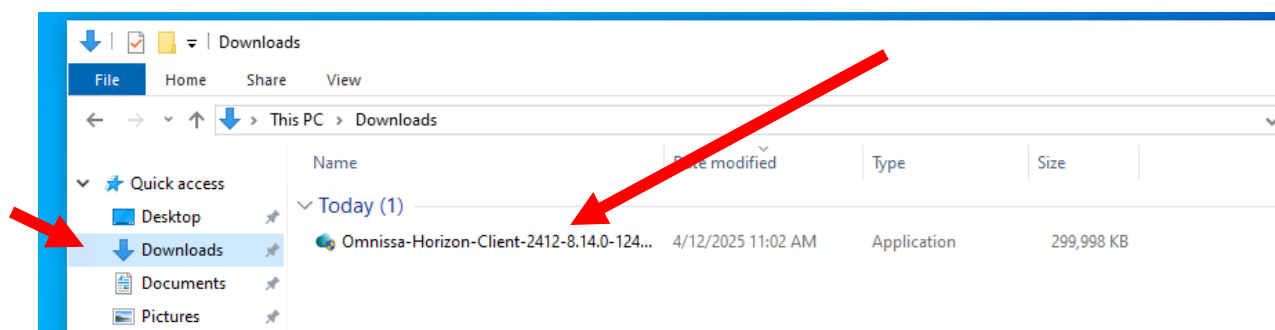 Downloads
File Home Share View
This PC > Downloads
Name Date modified Type Size
Quick access
Today (1)
Desktop
Omnissa-Horizon-Client-2412-8.14.0-124... 4/12/2025 11:02 AM Application 299,998 KB
Downloads
Documents
Pictures